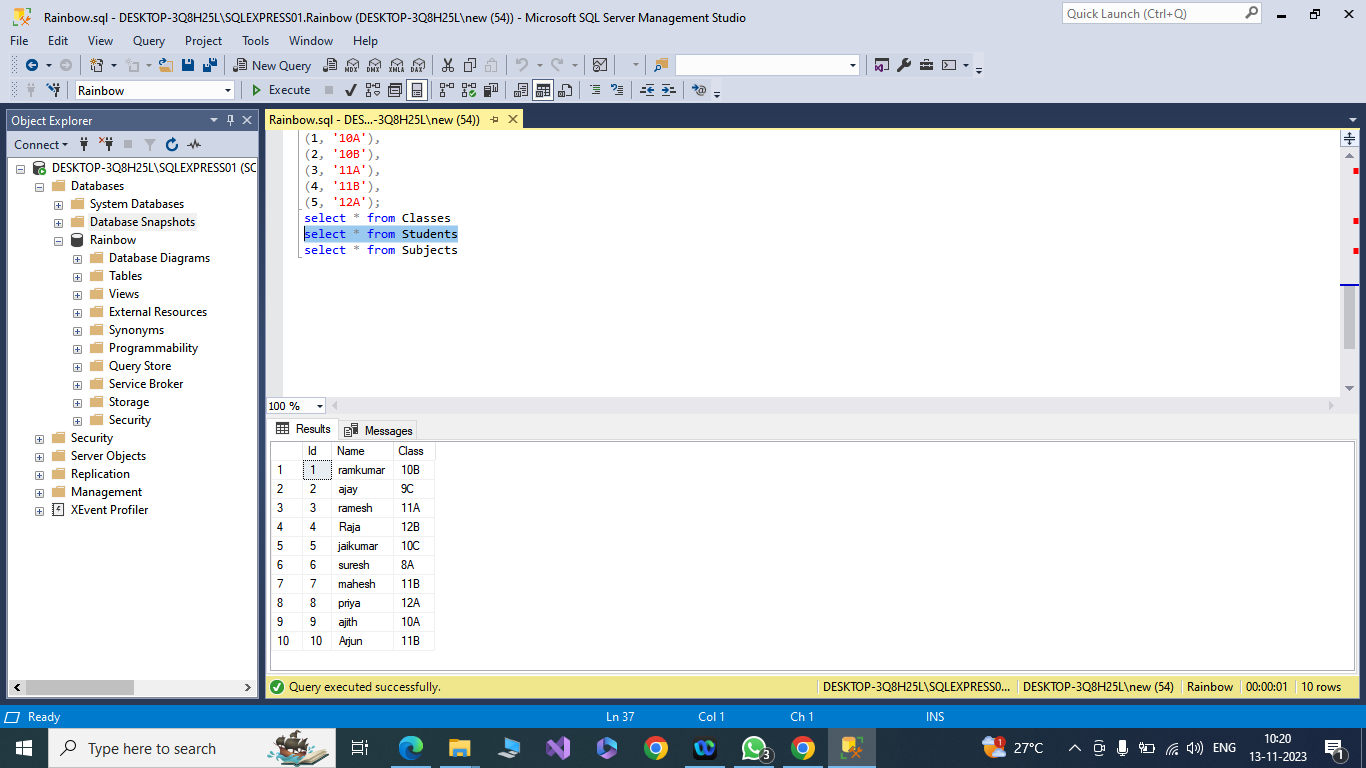 Rainbow.sql - DESKTOP-3Q8H25L\SQLEXPRESS01.Rainbow (DESKTOP-3Q8H25L\new (54)) - Microsoft SQL Server Management Studio
Quick Launch (Ctrl+Q)
File Edit View Query Project Tools Window Help
New Query MDX DMX XMLA DAX
Rainbow Execute
Object Explorer
Connect
DESKTOP-3Q8H25L\SQLEXPRESS01 (SC
Databases
System Databases
Database Snapshots
Rainbow
Database Diagrams
Tables
Views
External Resources
Synonyms
Programmability
Query Store
Service Broker
Storage
Security
Security
Server Objects
Replication
Management
XEvent Profiler
Rainbow.sql - DES...-3Q8H25L\new (54))
(1, '10A'),
(2, '10B'),
(3, '11A'),
(4, '11B'),
(5, '12A');
select * from Classes
select * from Students
select * from Subjects
100 %
Results Messages
Id Name Class
1 1 ramkumar 10B
2 2 ajay 9C
3 3 ramesh 11A
4 4 Raja 12B
5 5 jaikumar 10C
6 6 suresh 8A
7 7 mahesh 11B
8 8 priya 12A
9 9 ajith 10A
10 10 Arjun 11B
Query executed successfully. DESKTOP-3Q8H25L\SQLEXPRESS0... DESKTOP-3Q8H25L\new (54) Rainbow 00:00:01 10 rows
Ready Ln 37 Col 1 Ch 1 INS
Type here to search
3
1
27°C
ENG
10:20
13-11-2023
1